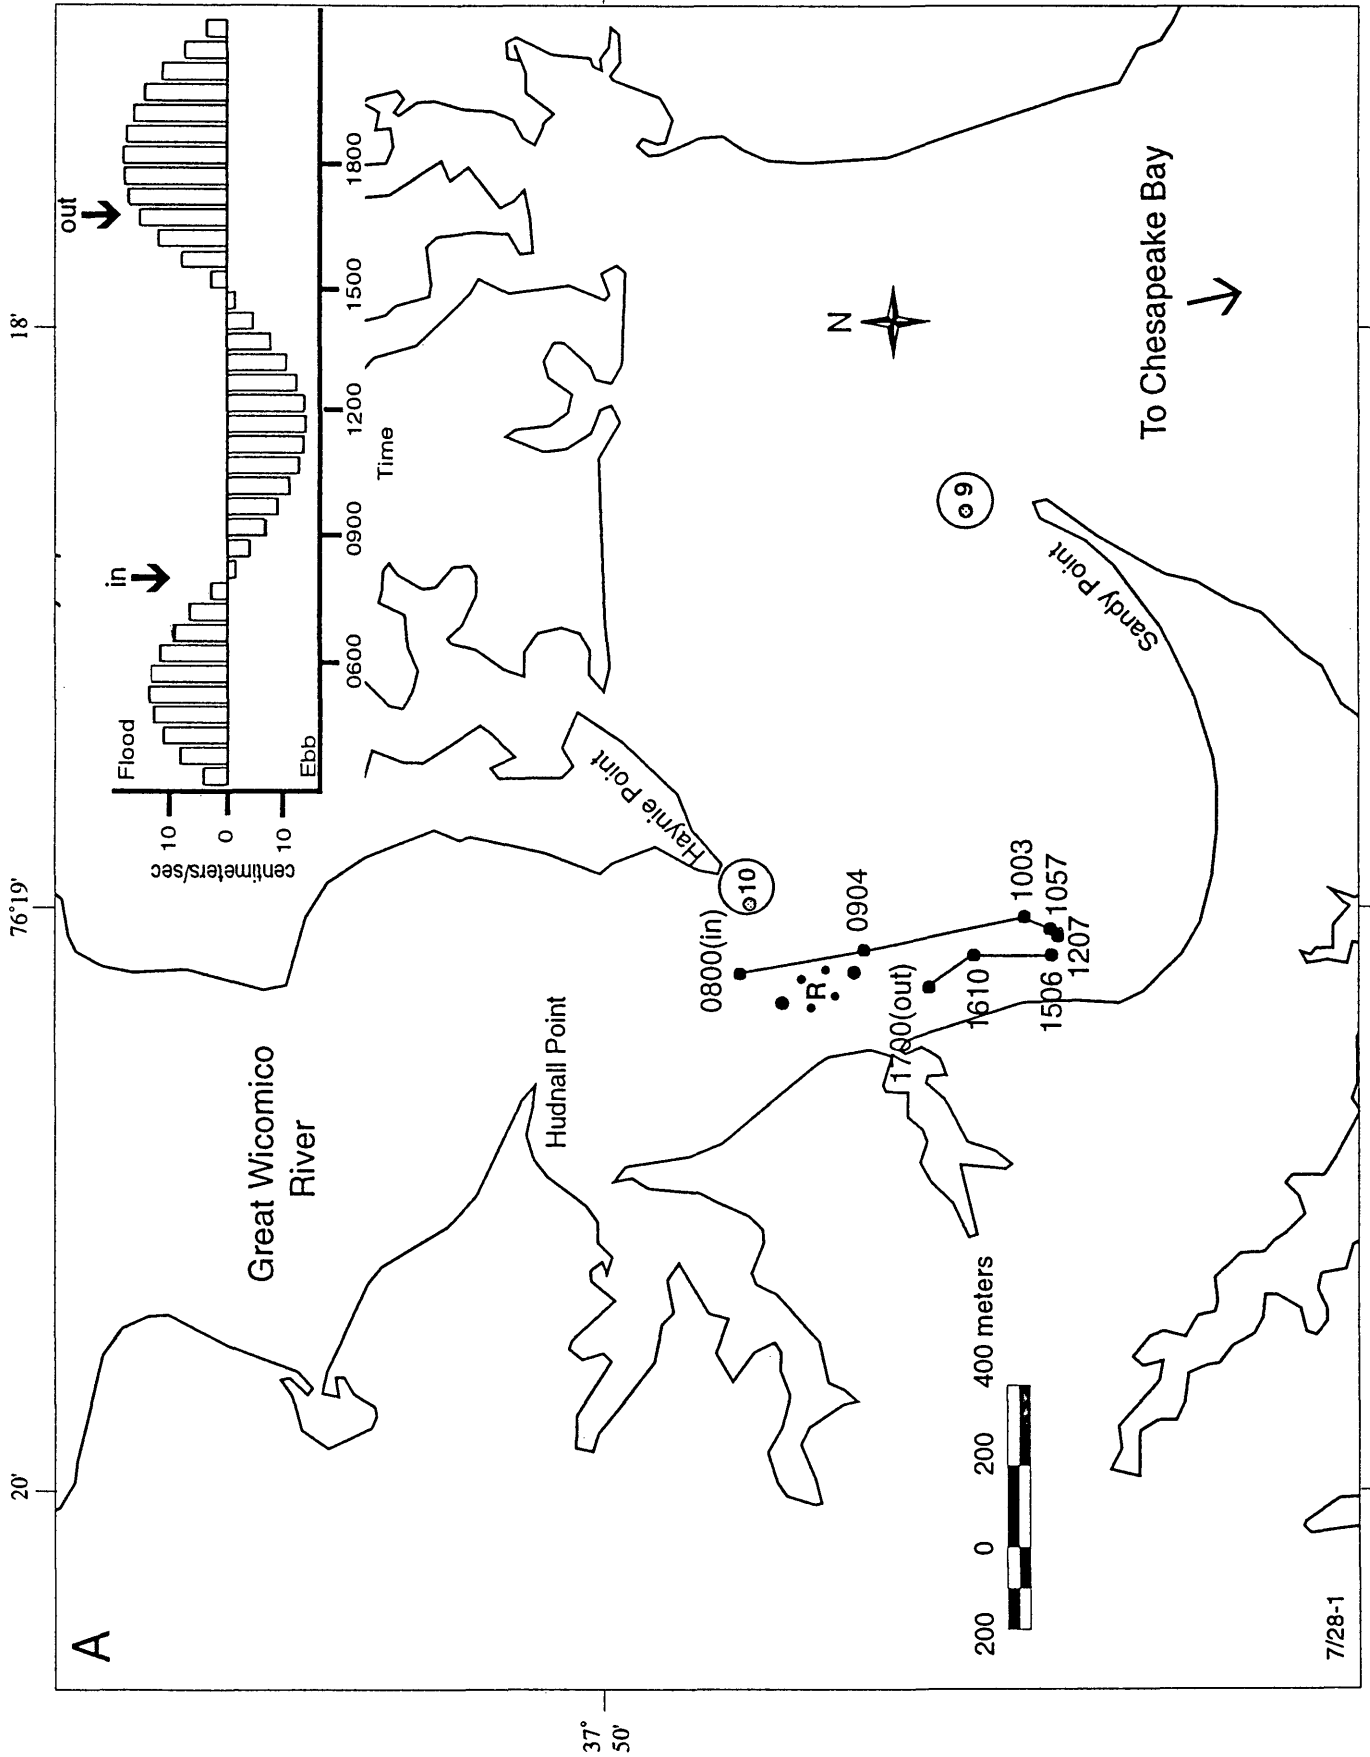 A
20'
76°19'
18'
37°
50'
Great Wicomico
River
Hudnall Point
Haynie Point
Sandy Point
To Chesapeake Bay
N
10
9
R
0800(in)
0904
1003
1057
1207
1506
1610
1700(out)
200 0 200 400 meters
7/28-1
Flood
Ebb
in
out
centimeters/sec
10
0
10
0600 0900 1200 1500 1800
Time